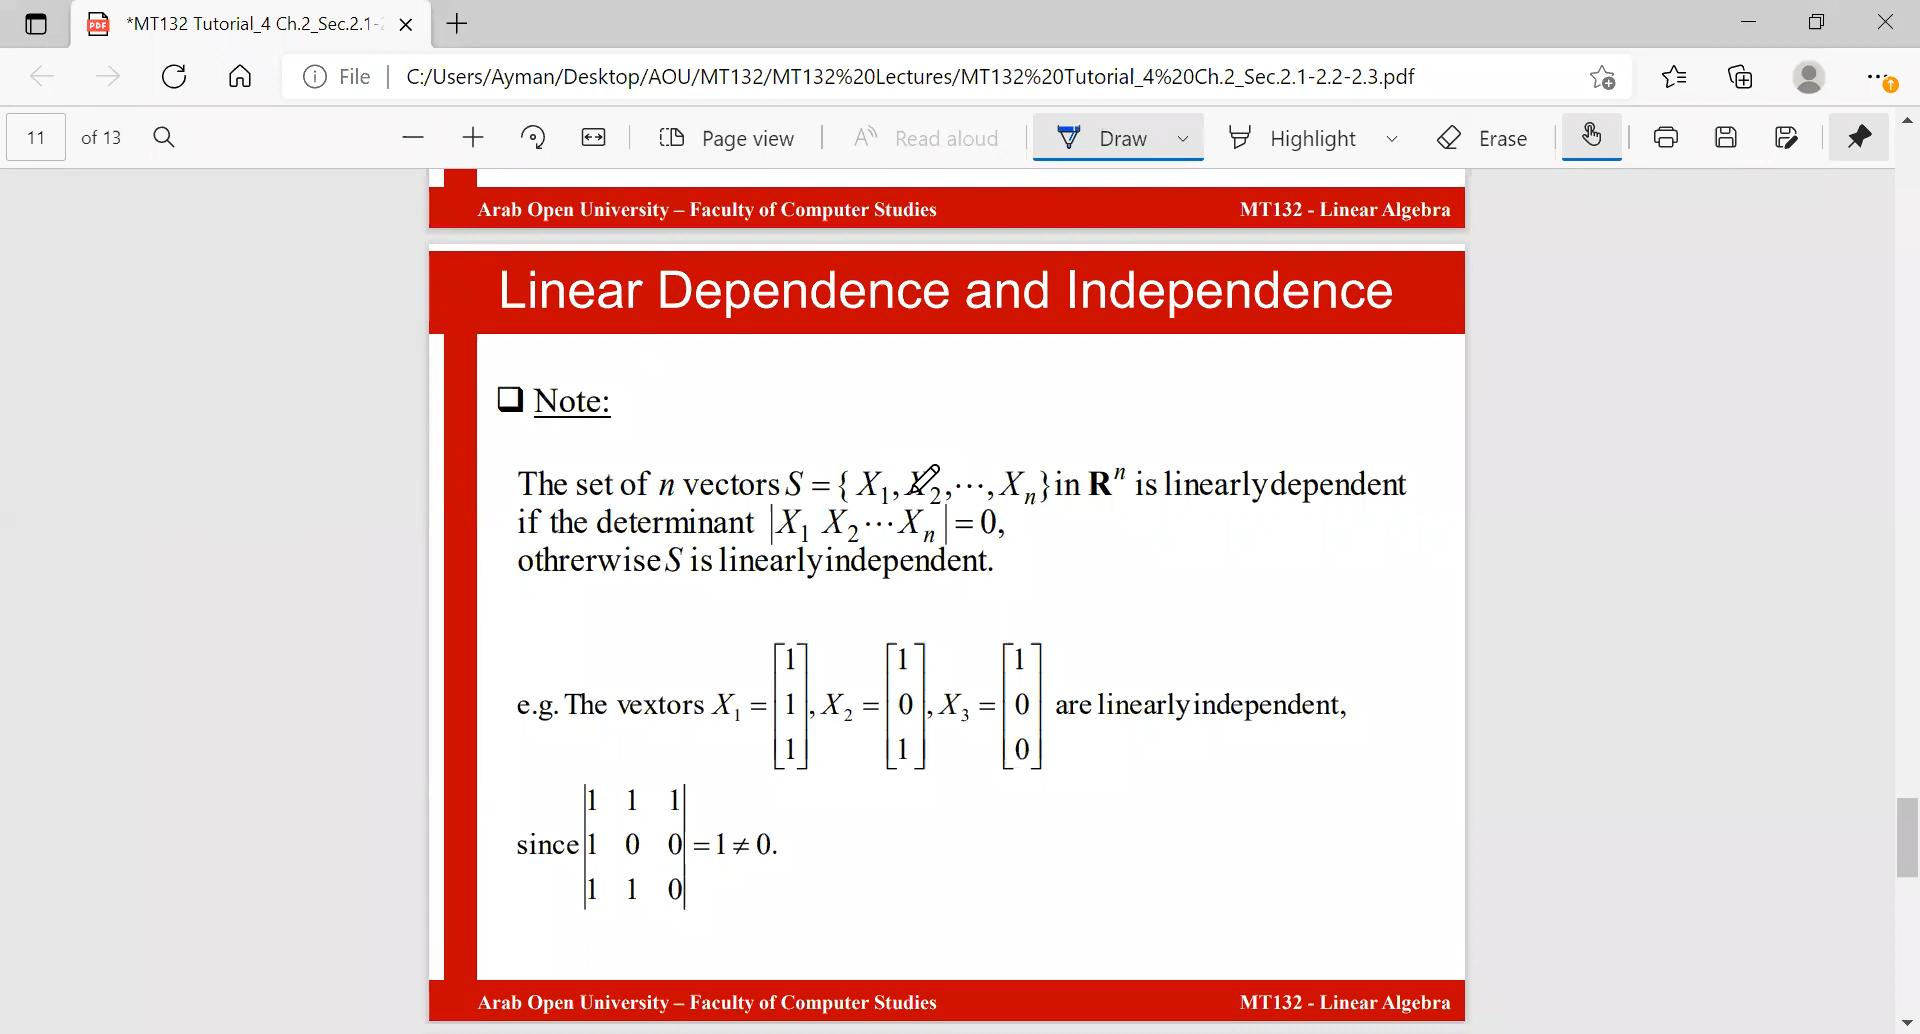 *MT132 Tutorial_4 Ch.2_Sec.2.1-
File | C:/Users/Ayman/Desktop/AOU/MT132/MT132%20Lectures/MT132%20Tutorial_4%20Ch.2_Sec.2.1-2.2-2.3.pdf
11 of 13 Page view Read aloud Draw Highlight Erase
Arab Open University – Faculty of Computer Studies MT132 - Linear Algebra
Linear Dependence and Independence
Note:
The set of n vectors S = { X1, X2, ⋯, Xn} in Rⁿ is linearly dependent
if the determinant |X1 X2 ⋯ Xn| = 0,
othrerwise S is linearly independent.
e.g. The vextors X1 = [1 1 1], X2 = [1 0 1], X3 = [1 0 0] are linearly independent,
|1 1 1|
since |1 0 0| = 1 ≠ 0.
|1 1 0|
Arab Open University – Faculty of Computer Studies MT132 - Linear Algebra